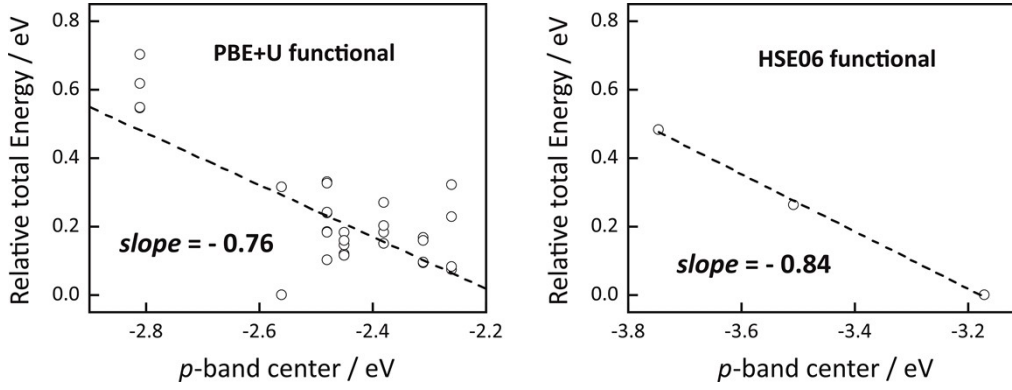 Relative total Energy / eV
0.8
0.6
0.4
0.2
0.0
PBE+U functional
slope = - 0.76
-2.8
-2.6
-2.4
-2.2
p-band center / eV
Relative total Energy / eV
0.8
0.6
0.4
0.2
0.0
HSE06 functional
slope = - 0.84
-3.8
-3.6
-3.4
-3.2
p-band center / eV